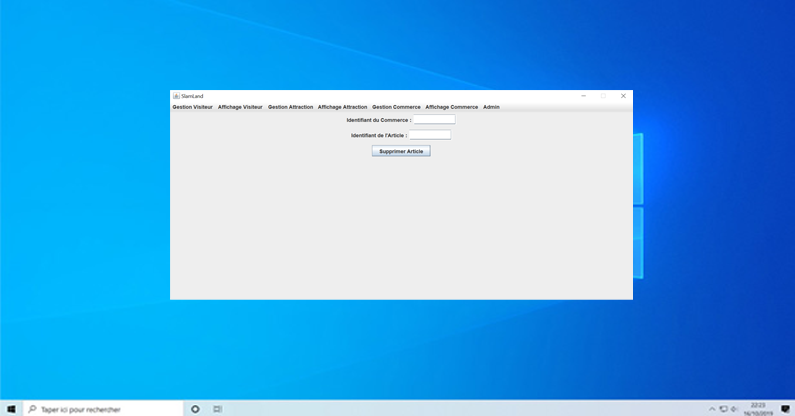 SlamLand
Gestion Visiteur Affichage Visiteur Gestion Attraction Affichage Attraction Gestion Commerce Affichage Commerce Admin
Identifiant du Commerce :
Identifiant de l'Article :
Supprimer Article
Taper ici pour rechercher
22:23
16/10/2019